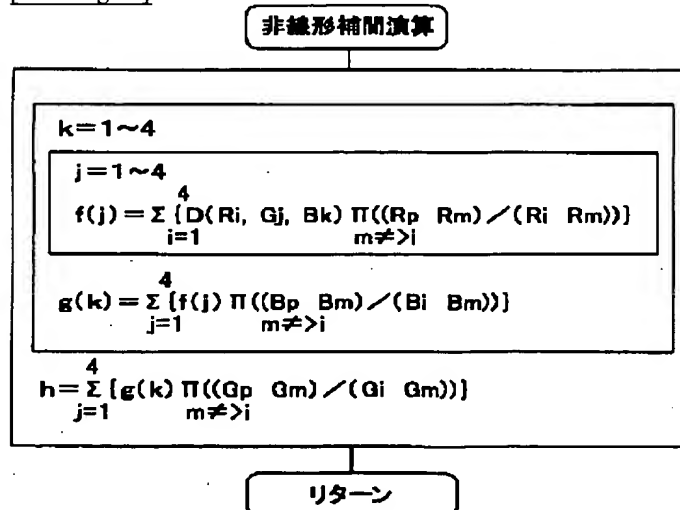 非線形補間演算
k=1~4
j=1~4
4
f(j)=Σ{D(Ri, Gj, Bk) Π((Rp Rm)/(Ri Rm))}
i=1 m≠>i
4
g(k)=Σ{f(j) Π((Bp Bm)/(Bi Bm))}
j=1 m≠>i
4
h=Σ{g(k) Π((Gp Gm)/(Gi Gm))}
j=1 m≠>i
リターン